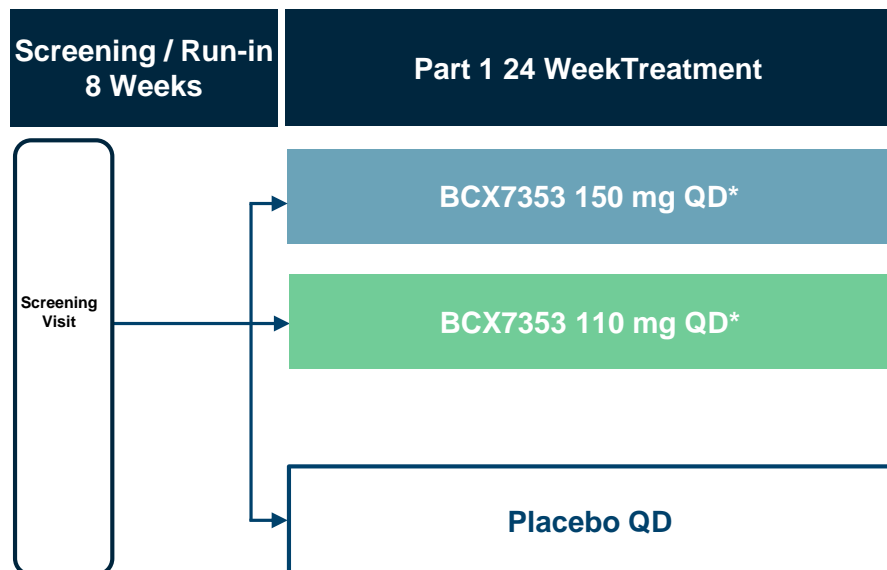 Screening / Run-in
8 Weeks
Part 1 24 WeekTreatment
BCX7353 150 mg QD*
Screening
Visit
BCX7353 110 mg QD*
Placebo QD